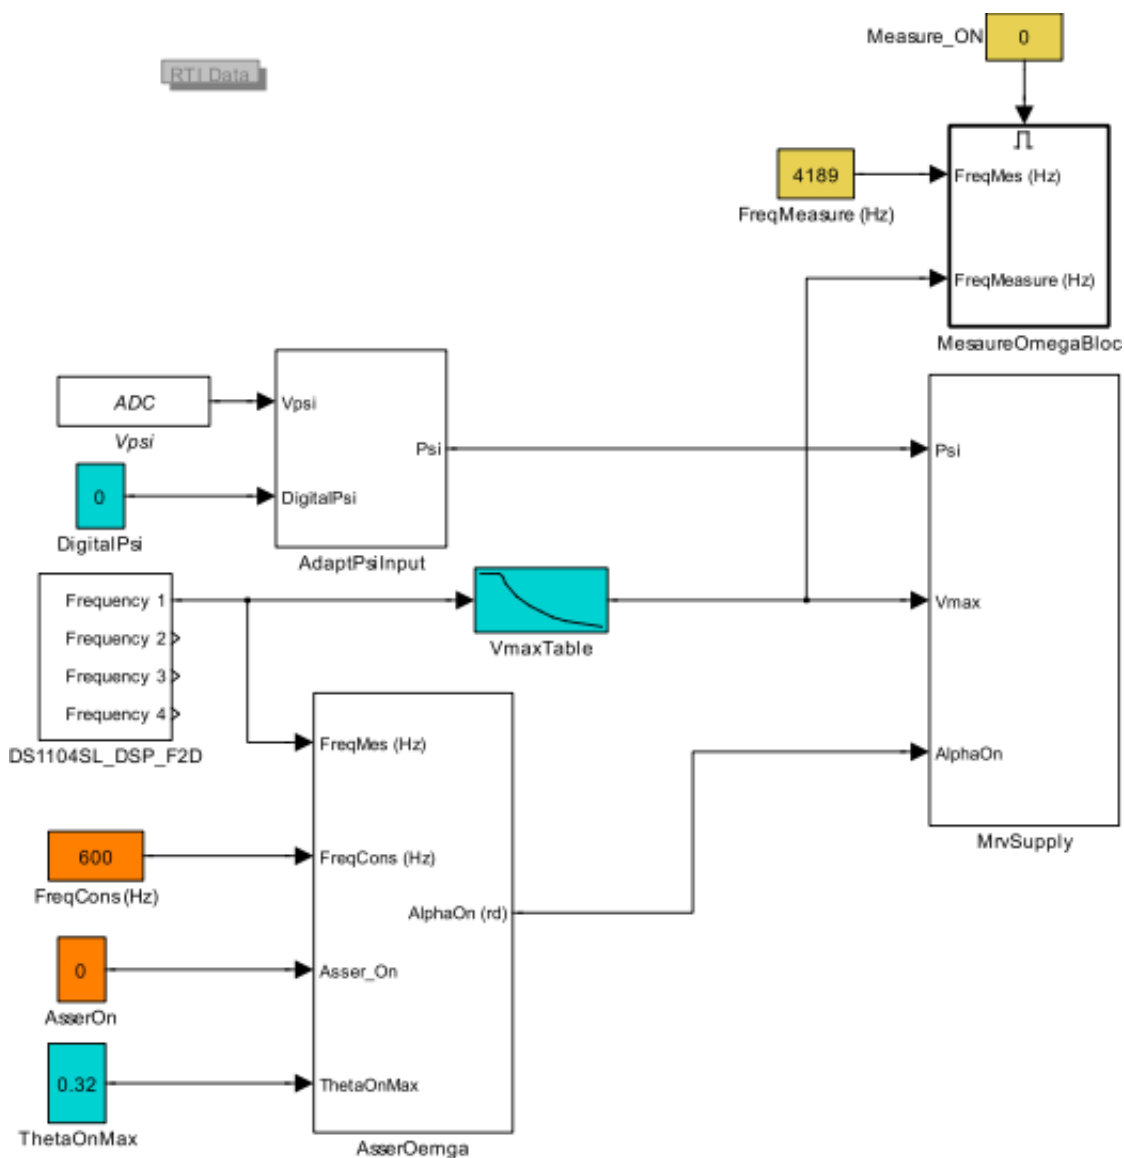 Measure_ON
0
RTI Data
4189
FreqMeasure (Hz)
FreqMes (Hz)
FreqMeasure (Hz)
MesaureOmegaBloc
ADC
Vpsi
0
DigitalPsi
Vpsi
Psi
DigitalPsi
AdaptPsiInput
Frequency 1
Frequency 2
Frequency 3
Frequency 4
DS1104SL_DSP_F2D
VmaxTable
Psi
Vmax
AlphaOn
MrvSupply
600
FreqCons (Hz)
0
AsserOn
0.32
ThetaOnMax
FreqMes (Hz)
FreqCons (Hz)
AlphaOn (rd)
Asser_On
ThetaOnMax
AsserOemga